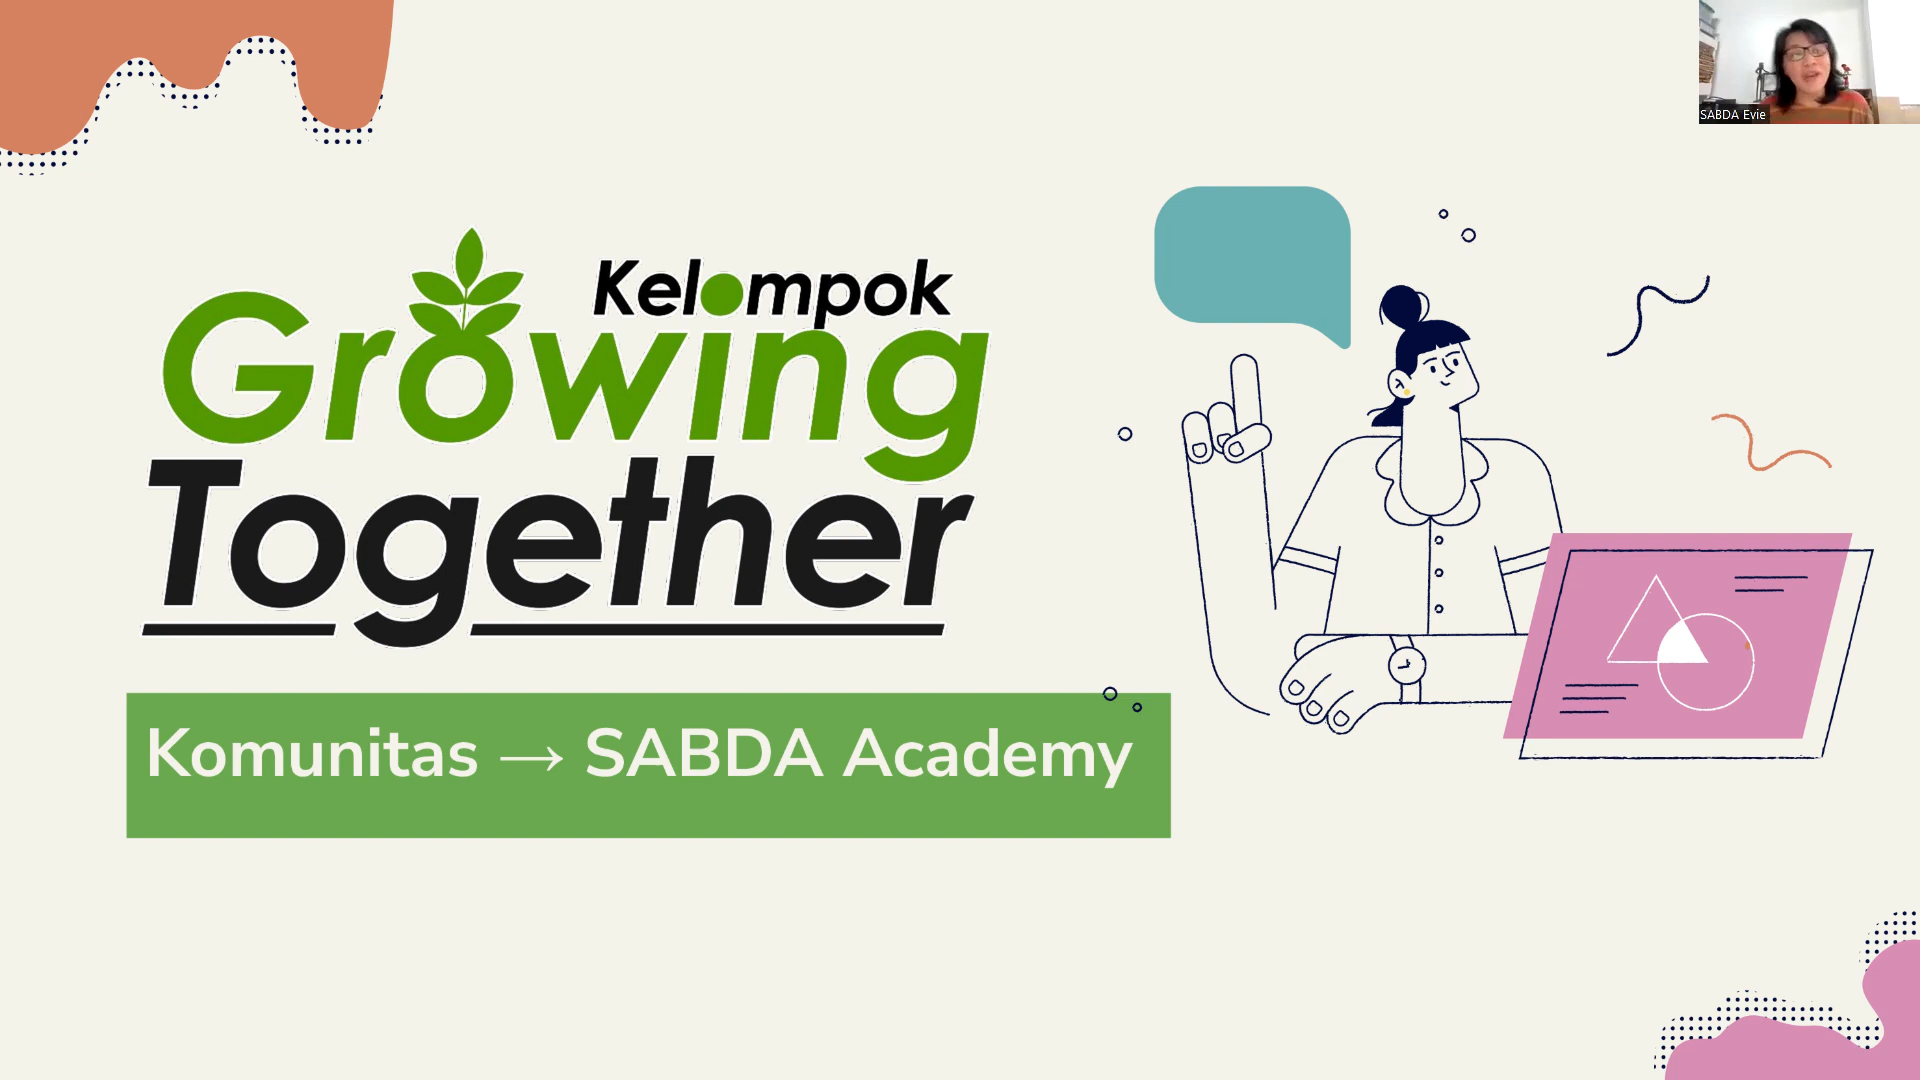 SABDA Evie
Kelompok
Growing
Together
Komunitas → SABDA Academy